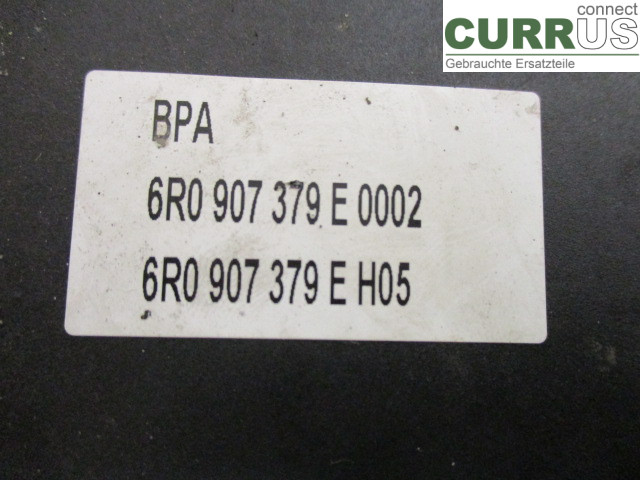 connect
CURRUS
Gebrauchte Ersatzteile
BPA
6R0 907 379 E 0002
6R0 907 379 E H05